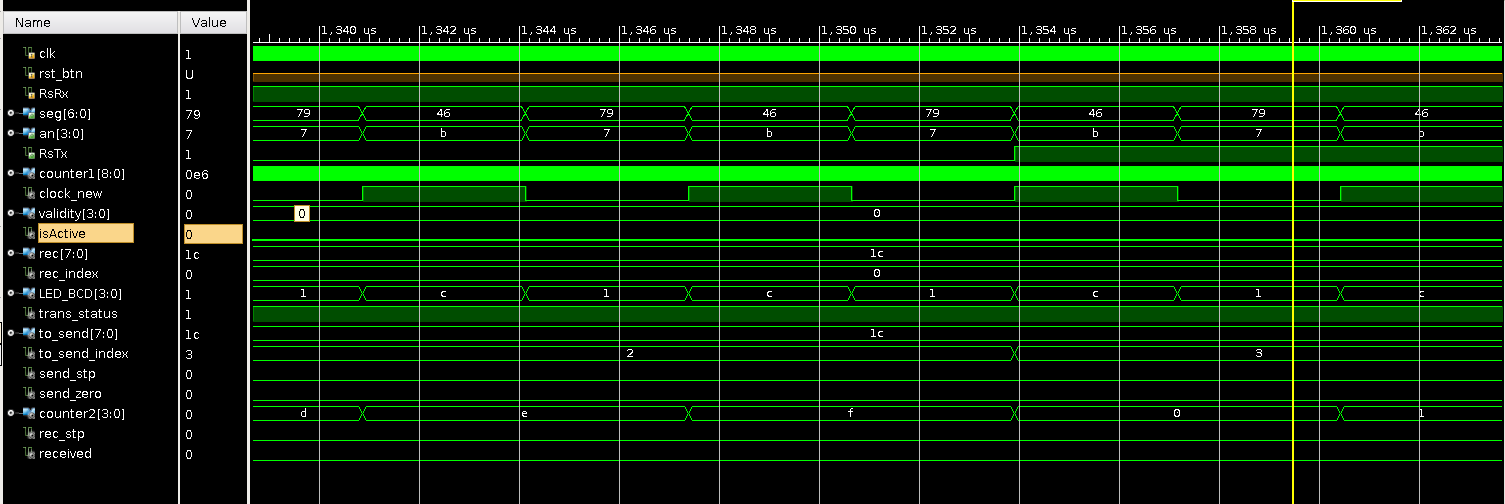 Name Value
1,340 us 1,342 us 1,344 us 1,346 us 1,348 us 1,350 us 1,352 us 1,354 us 1,356 us 1,358 us 1,360 us 1,362 us
clk 1
rst_btn U
RsRx 1
seg[6:0] 79 79 46 79 46 79 46 79 46
an[3:0] 7 7 b 7 b 7 b 7 b
RsTx 1
counter1[8:0] 0e6
clock_new 0
validity[3:0] 0 0 0
isActive 0
rec[7:0] 1c 1c
rec_index 0 0
LED_BCD[3:0] 1 1 c 1 c 1 c 1 c
trans_status 1
to_send[7:0] 1c 1c
to_send_index 3 2 3
send_stp 0
send_zero 0
counter2[3:0] 0 d e f 0 1
rec_stp 0
received 0